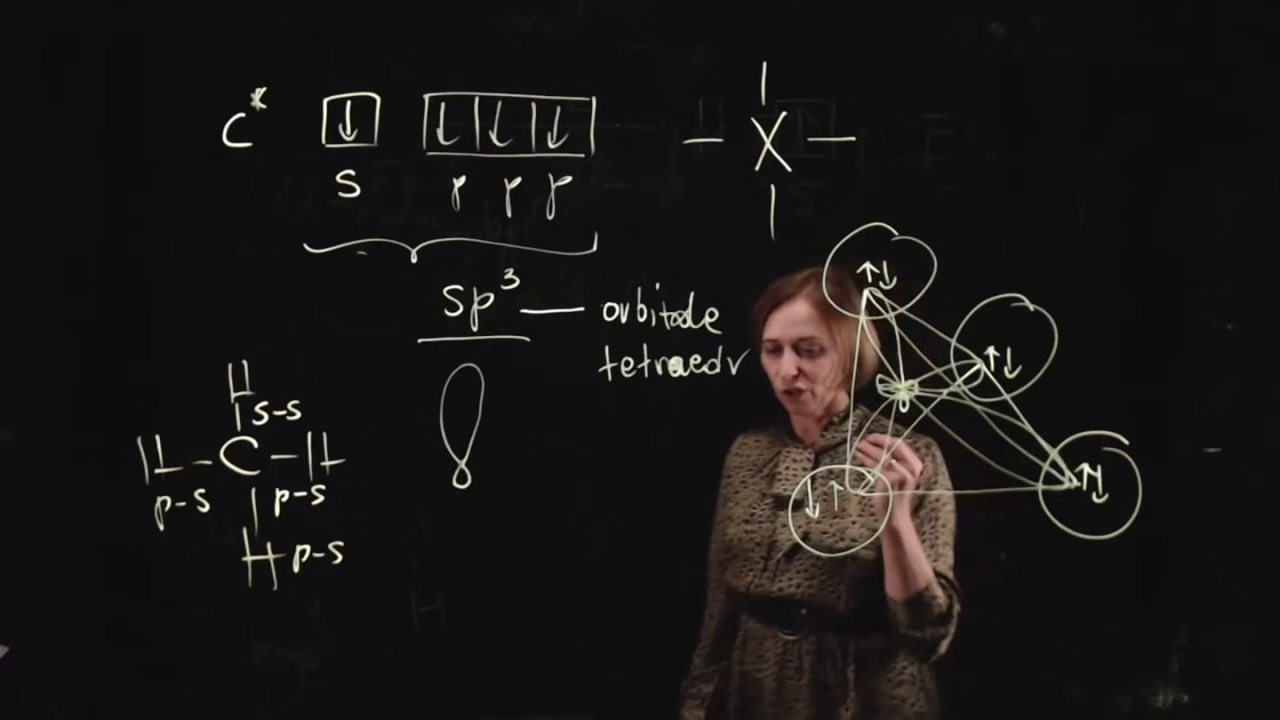 C* ↓ ↓ ↓ ↓
s p p p
X
sp³ — orbitale
tetraedr
H
s-s
H - C - H
p-s p-s
H p-s
↑↓
↑↓
↓↑
↑↓